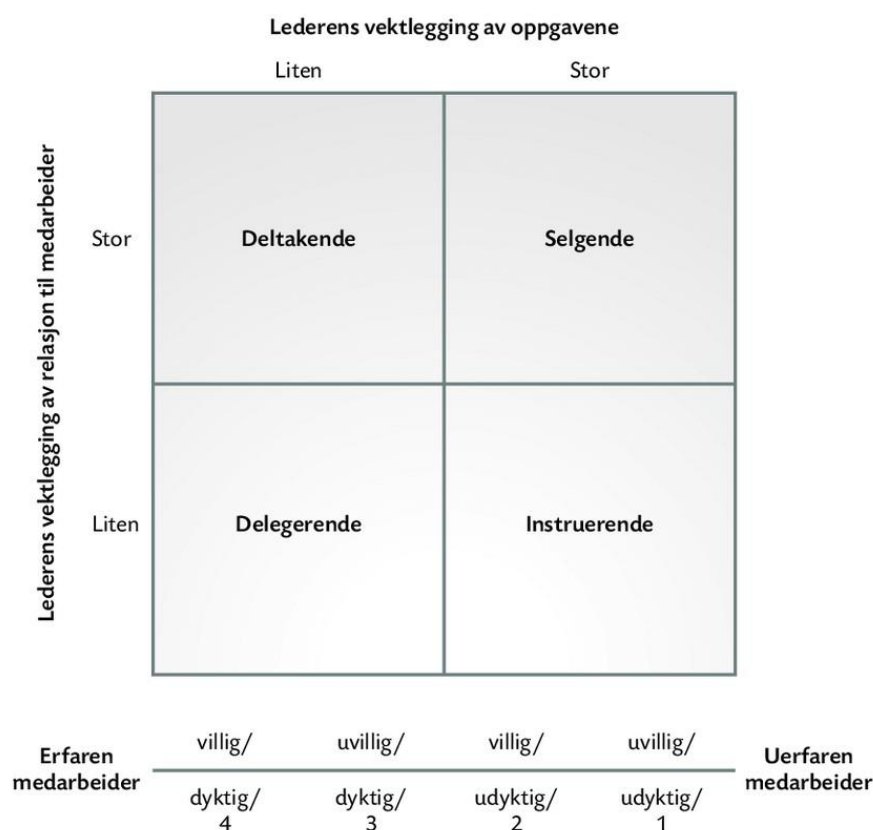 Lederens vektlegging av oppgavene
Liten Stor
Lederens vektlegging av relasjon til medarbeider
Stor
Deltakende Selgende
Liten
Delegerende Instruerende
Erfaren
medarbeider
villig/ uvillig/ villig/ uvillig/
dyktig/ dyktig/ udyktig/ udyktig/
4 3 2 1
Uerfaren
medarbeider